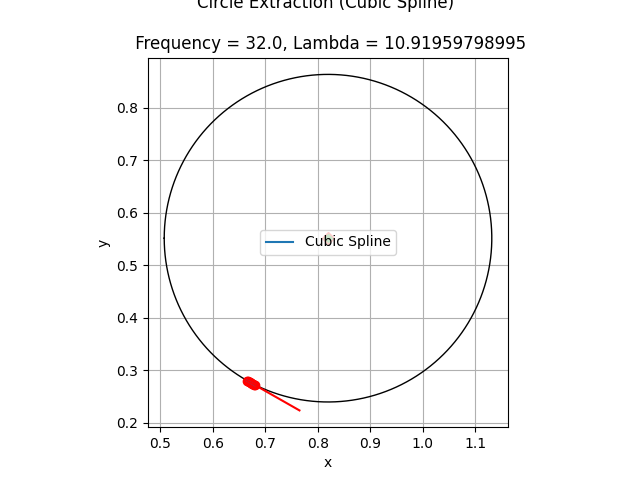 Circle Extraction (Cubic Spline)
Frequency = 32.0, Lambda = 10.91959798995
0.8
0.7
0.6
0.5
0.4
0.3
0.2
y
Cubic Spline
0.5 0.6 0.7 0.8 0.9 1.0 1.1
x